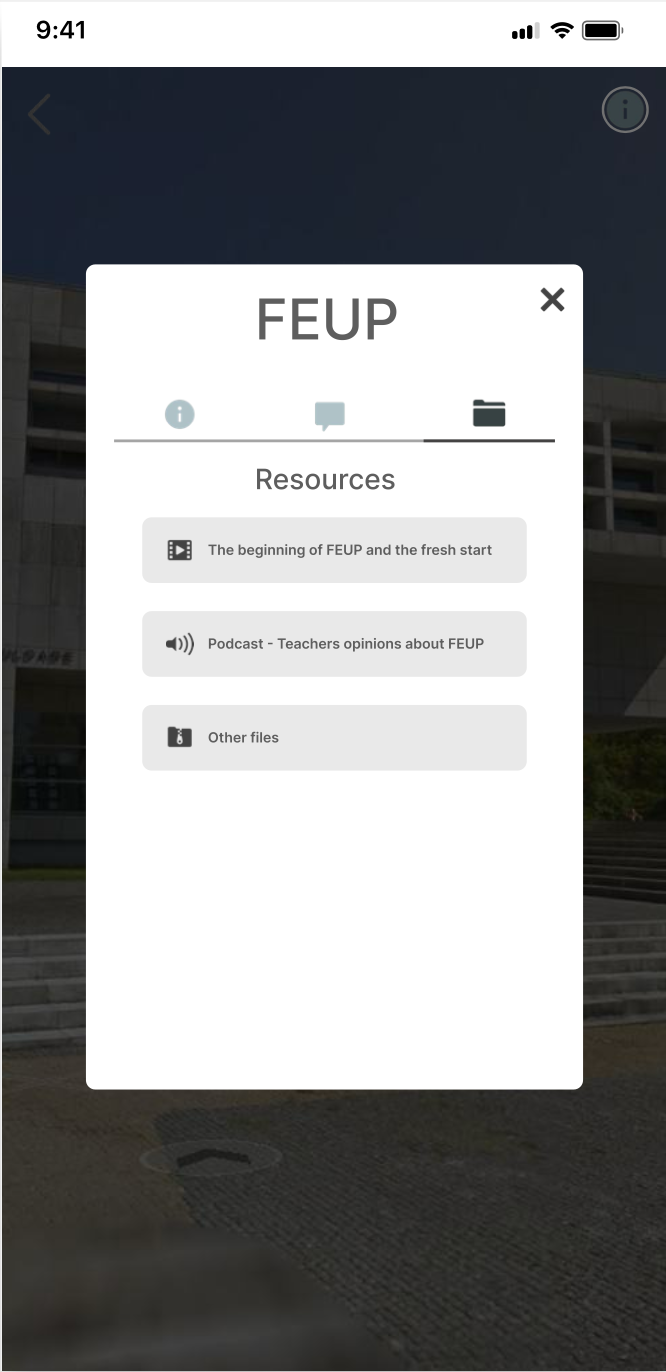 9:41
FEUP
Resources
The beginning of FEUP and the fresh start
Podcast - Teachers opinions about FEUP
Other files